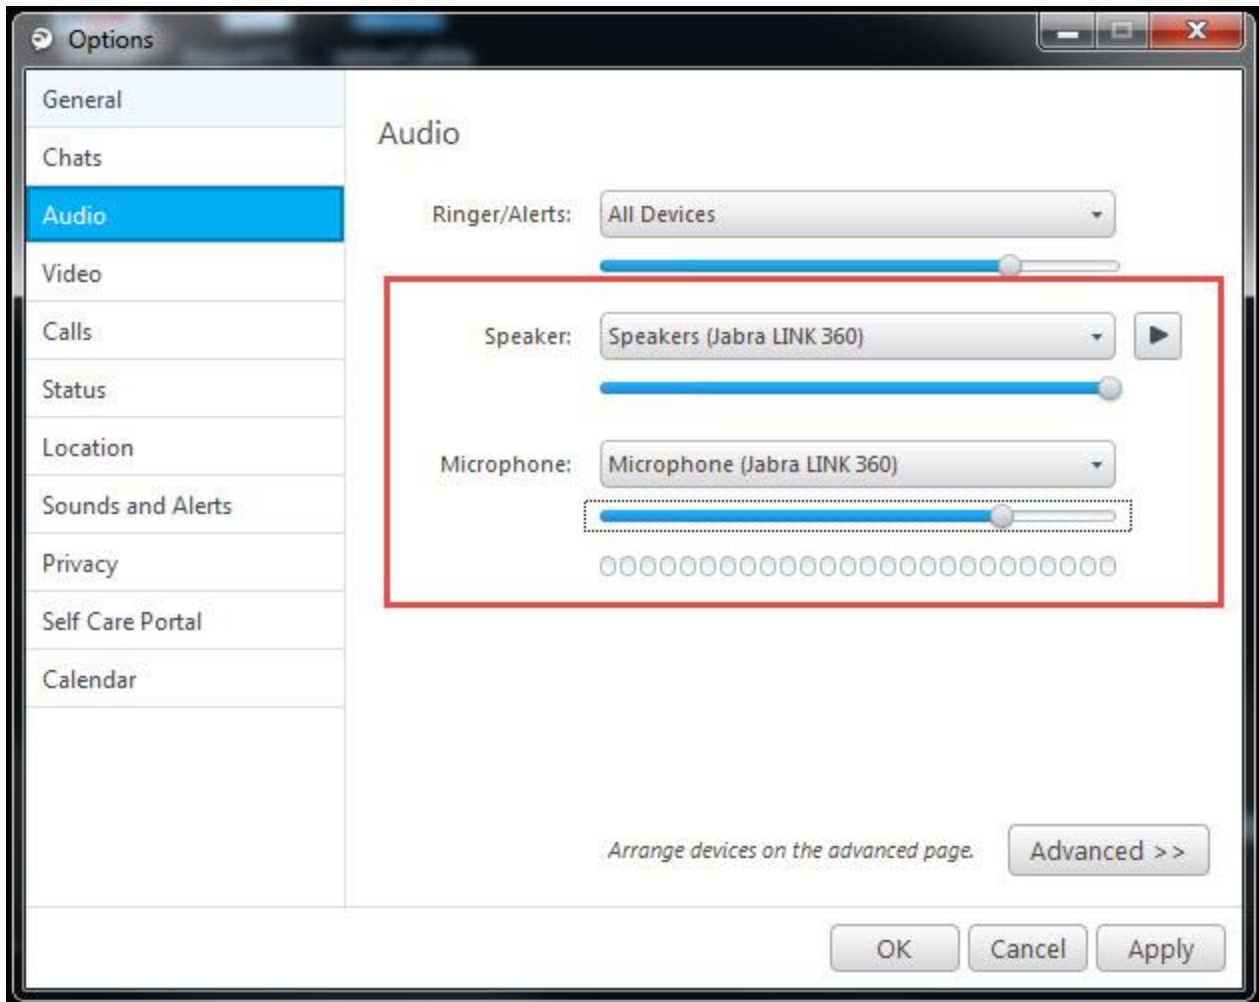 Options
General
Chats
Audio
Video
Calls
Status
Location
Sounds and Alerts
Privacy
Self Care Portal
Calendar
Audio
Ringer/Alerts: All Devices
Speaker: Speakers (Jabra LINK 360)
Microphone: Microphone (Jabra LINK 360)
Arrange devices on the advanced page. Advanced >>
OK Cancel Apply